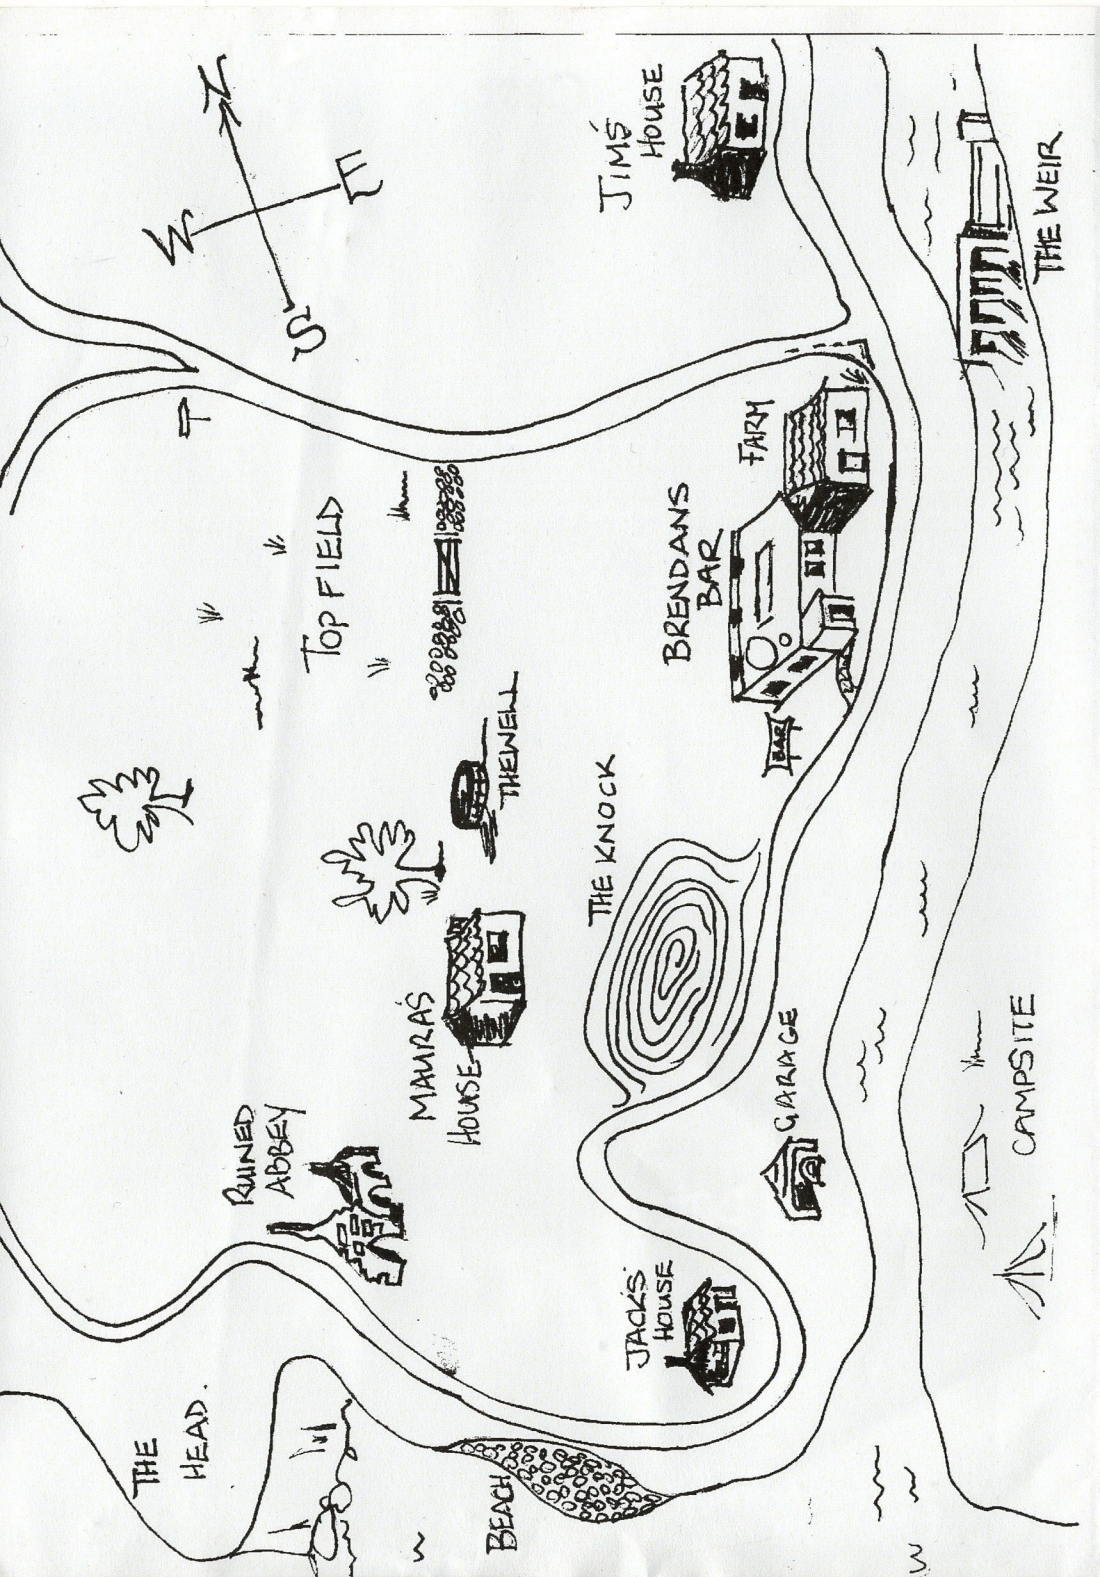 N
W
E
S
JIM'S
HOUSE
THE WEIR
FARM
BRENDANS
BAR
BAR
TOP FIELD
THE WELL
THE KNOCK
MAURA'S
HOUSE
GARAGE
CAMPSITE
RUINED
ABBEY
JACK'S
HOUSE
BEACH
THE
HEAD.